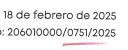 18 de febrero de 2025
: 206010000/0751/2025